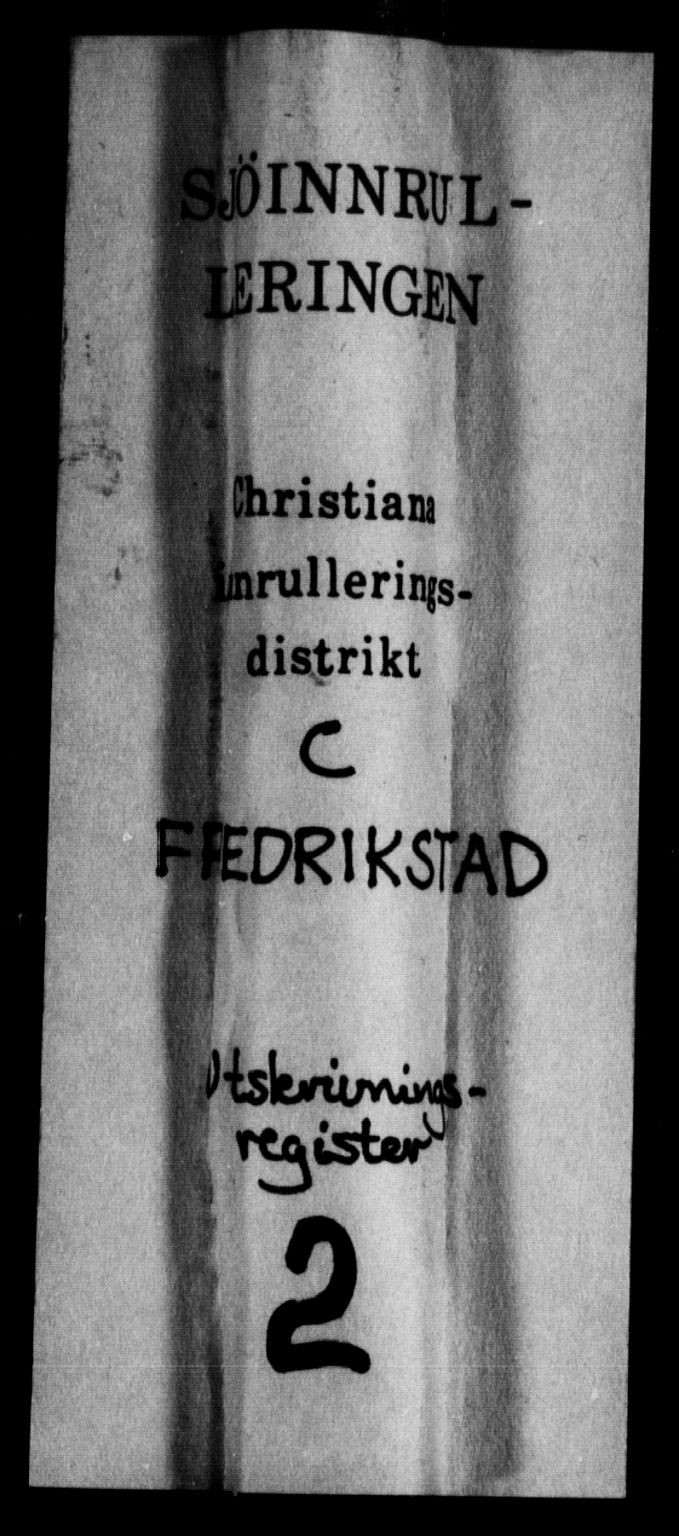 SJÖINNRUL-
LERINGEN
Christiana
innrullerings-
distrikt
C
FREDRIKSTAD
Utskrivnings-
register
2